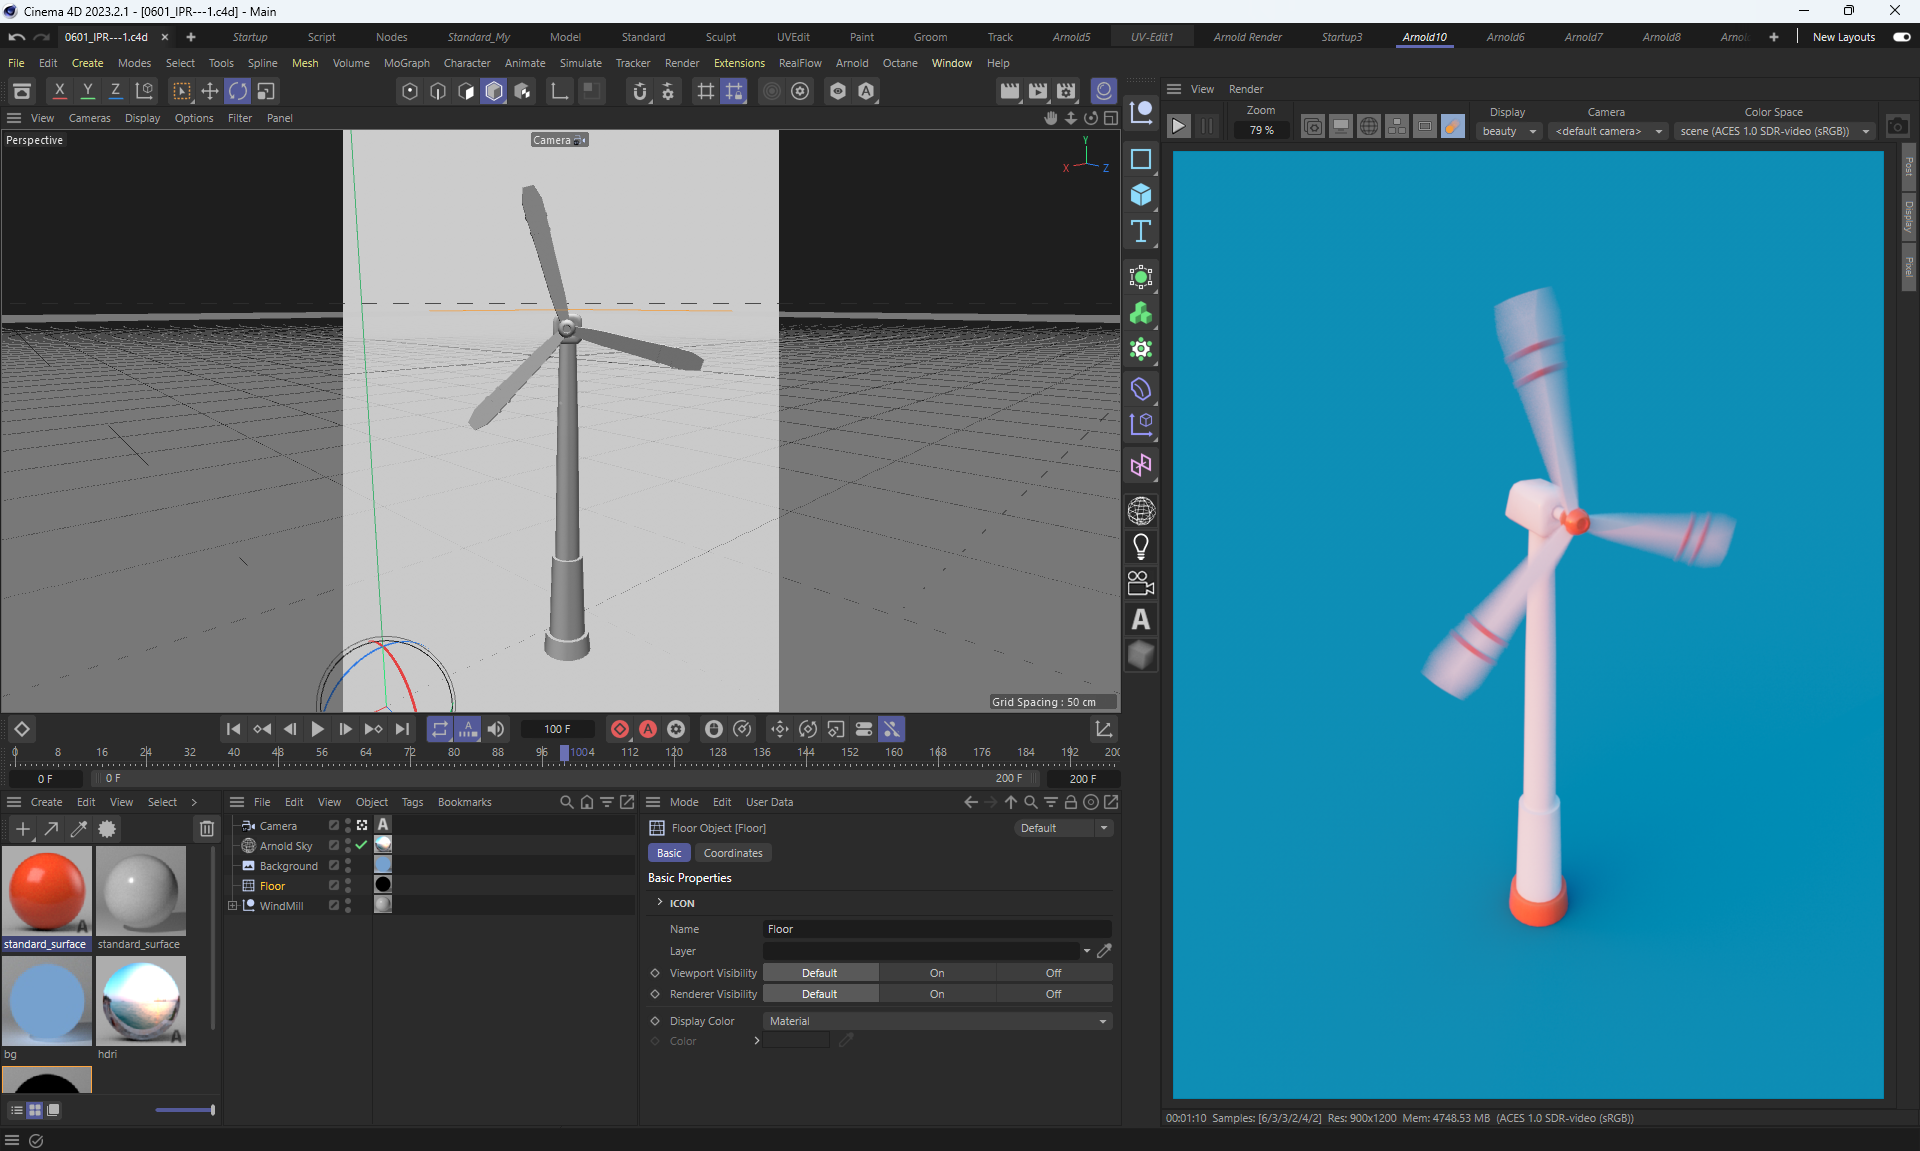 Cinema 4D 2023.2.1 - [0601_IPR---1.c4d] - Main
0601_IPR---1.c4d Startup Script Nodes Standard_My Model Standard Sculpt UVEdit Paint Groom Track Arnold5 UV-Edit1 Arnold Render Startup3 Arnold10 Arnold6 Arnold7 Arnold8 New Layouts
File Edit Create Modes Select Tools Spline Mesh Volume MoGraph Character Animate Simulate Tracker Render Extensions RealFlow Arnold Octane Window Help
X Y Z
View Render
View Cameras Display Options Filter Panel
Zoom Display Camera Color Space
79 % beauty <default camera> scene (ACES 1.0 SDR-video (sRGB))
Perspective
Camera
Y
X Z
Post
Display
Pixel
Grid Spacing : 50 cm
100 F
0 8 16 24 32 40 48 56 64 72 80 88 96 1004 112 120 128 136 144 152 160 168 176 184 192 200
0 F 0 F 200 F 200 F
Create Edit View Select
File Edit View Object Tags Bookmarks
Mode Edit User Data
Camera
Arnold Sky
Background
Floor
WindMill
standard_surface standard_surface
bg hdri
Floor Object [Floor] Default
Basic Coordinates
Basic Properties
ICON
Name Floor
Layer
Viewport Visibility Default On Off
Renderer Visibility Default On Off
Display Color Material
Color
00:01:10 Samples: [6/3/3/2/4/2] Res: 900x1200 Mem: 4748.53 MB (ACES 1.0 SDR-video (sRGB))